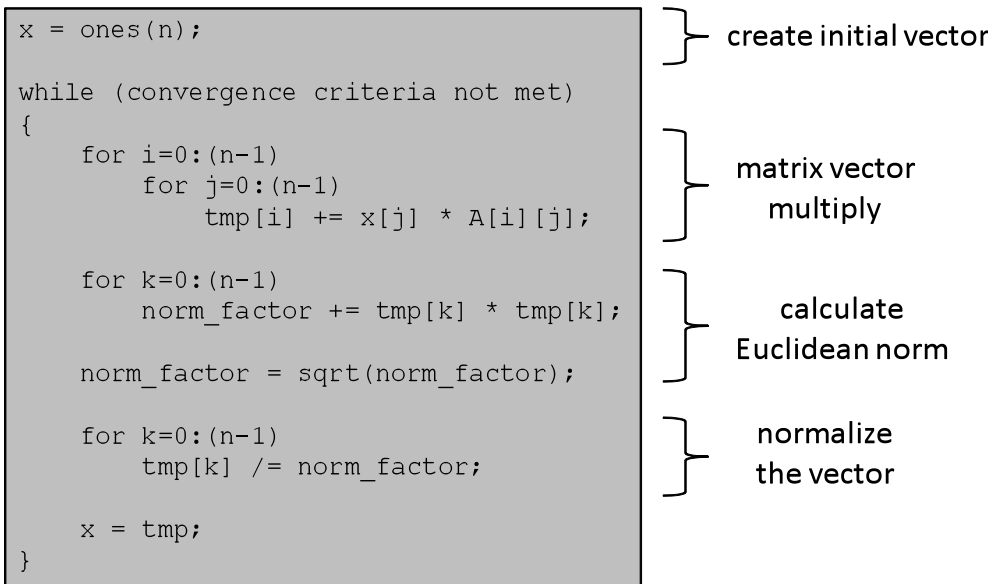 x = ones(n);
while (convergence criteria not met)
{
for i=0:(n-1)
for j=0:(n-1)
tmp[i] += x[j] * A[i][j];
for k=0:(n-1)
norm_factor += tmp[k] * tmp[k];
norm_factor = sqrt(norm_factor);
for k=0:(n-1)
tmp[k] /= norm_factor;
x = tmp;
}
create initial vector
matrix vector
multiply
calculate
Euclidean norm
normalize
the vector